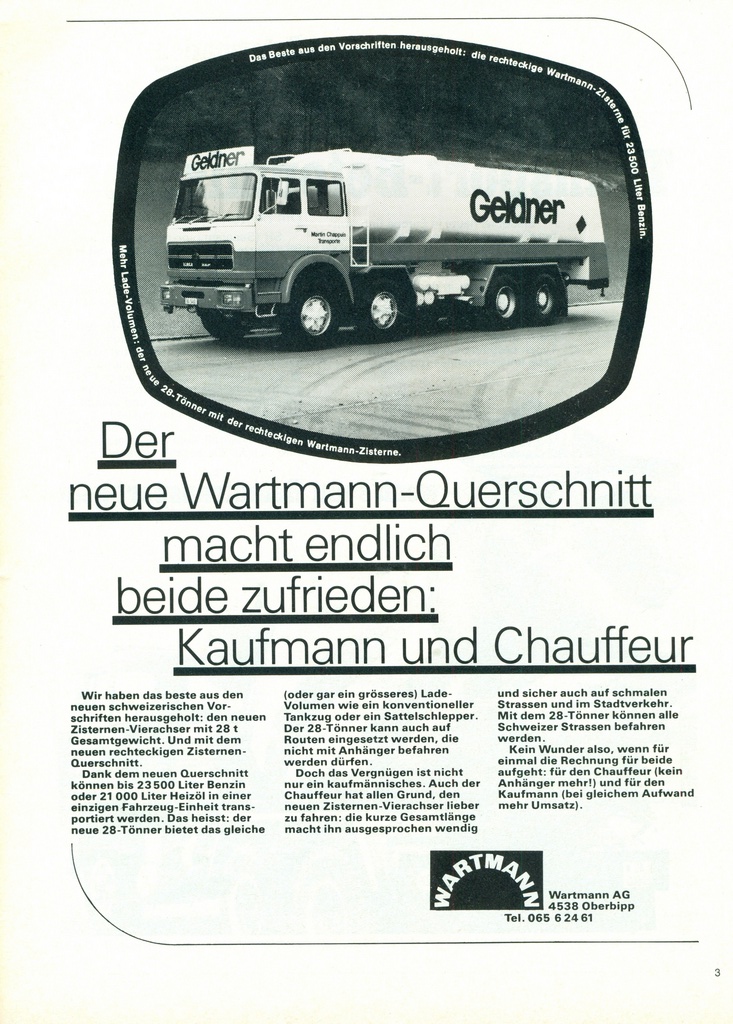 Das Beste aus den Vorschriften herausgeholt: die rechteckige Wartmann-Zisterne für 23500 Liter Benzin.
Geldner
Geldner
Martin Chappuis
Transporte
Mehr Lade-Volumen: der neue 28-Tönner mit der rechteckigen Wartmann-Zisterne.
Der
neue Wartmann-Querschnitt
macht endlich
beide zufrieden:
Kaufmann und Chauffeur
Wir haben das beste aus den
neuen schweizerischen Vor-
schriften herausgeholt: den neuen
Zisternen-Vierachser mit 28 t
Gesamtgewicht. Und mit dem
neuen rechteckigen Zisternen-
Querschnitt.
Dank dem neuen Querschnitt
können bis 23500 Liter Benzin
oder 21000 Liter Heizöl in einer
einzigen Fahrzeug-Einheit trans-
portiert werden. Das heisst: der
neue 28-Tönner bietet das gleiche
(oder gar ein grösseres) Lade-
Volumen wie ein konventioneller
Tankzug oder ein Sattelschlepper.
Der 28-Tönner kann auch auf
Routen eingesetzt werden, die
nicht mit Anhänger befahren
werden dürfen.
Doch das Vergnügen ist nicht
nur ein kaufmännisches. Auch der
Chauffeur hat allen Grund, den
neuen Zisternen-Vierachser lieber
zu fahren: die kurze Gesamtlänge
macht ihn ausgesprochen wendig
und sicher auch auf schmalen
Strassen und im Stadtverkehr.
Mit dem 28-Tönner können alle
Schweizer Strassen befahren
werden.
Kein Wunder also, wenn für
einmal die Rechnung für beide
aufgeht: für den Chauffeur (kein
Anhänger mehr!) und für den
Kaufmann (bei gleichem Aufwand
mehr Umsatz).
WARTMANN
Wartmann AG
4538 Oberbipp
Tel. 065 6 24 61
3